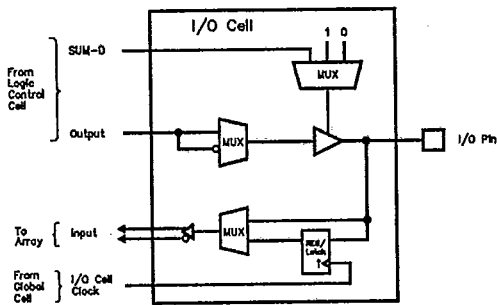 I/O Cell
SUM-D
1 0
MUX
From
Logic
Control
Cell
Output
MUX
I/O Pin
To
Array
Input
MUX
REG/
Latch
From
Global
Cell
I/O Cell
Clock